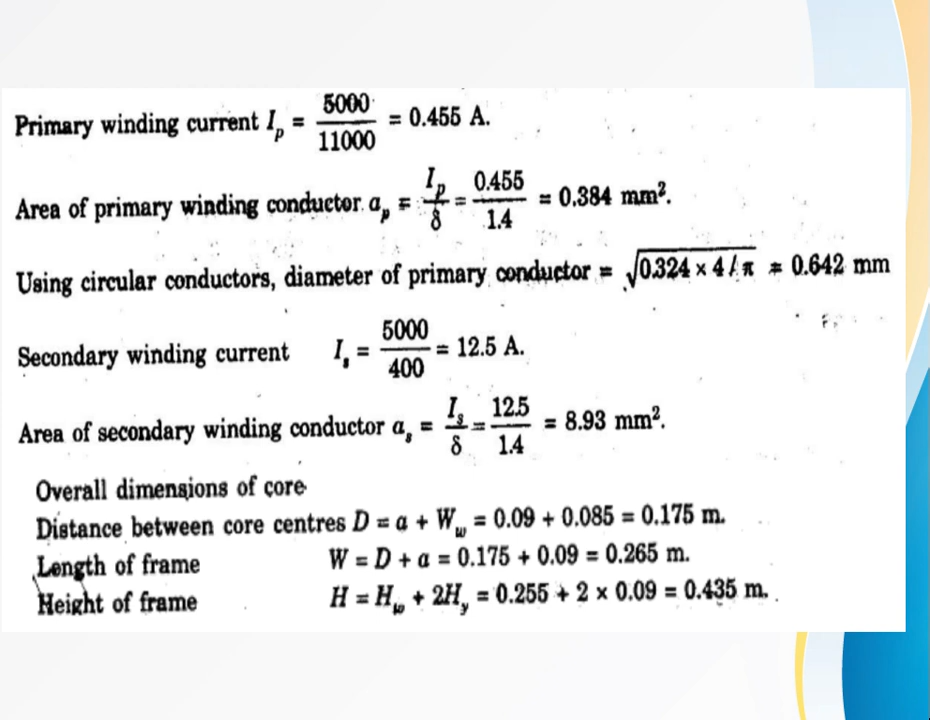 Primary winding current I_p = 5000/11000 = 0.455 A.
Area of primary winding conductor a_p = I_p/δ = 0.455/1.4 = 0.384 mm².
Using circular conductors, diameter of primary conductor = √(0.324 × 4 / π) = 0.642 mm
Secondary winding current I_s = 5000/400 = 12.5 A.
Area of secondary winding conductor a_s = I_s/δ = 12.5/1.4 = 8.93 mm².
Overall dimensions of core
Distance between core centres D = a + W_w = 0.09 + 0.085 = 0.175 m.
Length of frame W = D + a = 0.175 + 0.09 = 0.265 m.
Height of frame H = H_w + 2H_y = 0.255 + 2 × 0.09 = 0.435 m.